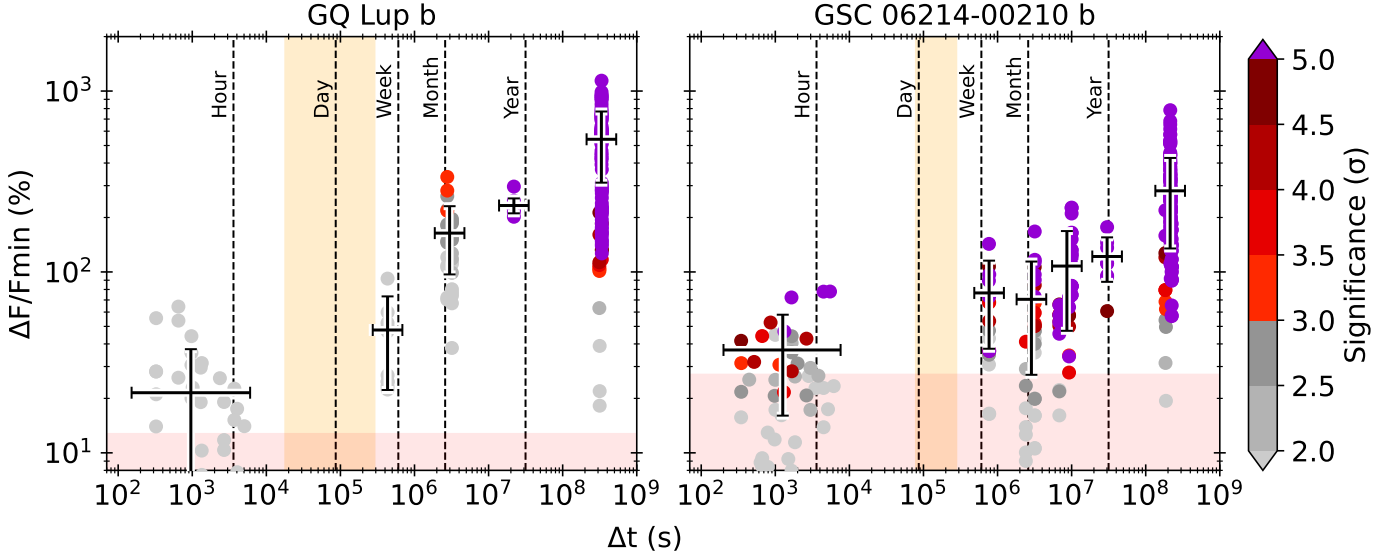 GQ Lup b
GSC 06214-00210 b
ΔF/Fmin (%)
10³
10²
10¹
Hour
Day
Week
Month
Year
Hour
Day
Week
Month
Year
10² 10³ 10⁴ 10⁵ 10⁶ 10⁷ 10⁸ 10⁹
10² 10³ 10⁴ 10⁵ 10⁶ 10⁷ 10⁸ 10⁹
Δt (s)
5.0
4.5
4.0
3.5
3.0
2.5
2.0
Significance (σ)